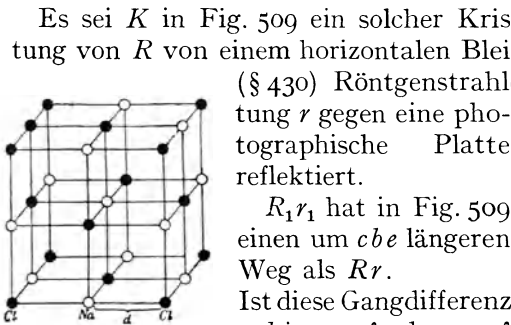 Es sei K in Fig. 509 ein solcher Kris
tung von R von einem horizontalen Blei
(§ 430) Röntgenstrahl
tung r gegen eine pho-
tographische Platte
reflektiert.
R₁r₁ hat in Fig. 509
einen um cbe längeren
Weg als Rr.
Ist diese Gangdifferenz
Cl Na d Cl